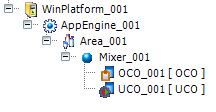 WinPlatform_001
AppEngine_001
Area_001
Mixer_001
OCO_001 [ OCO ]
UCO_001 [ UCO ]